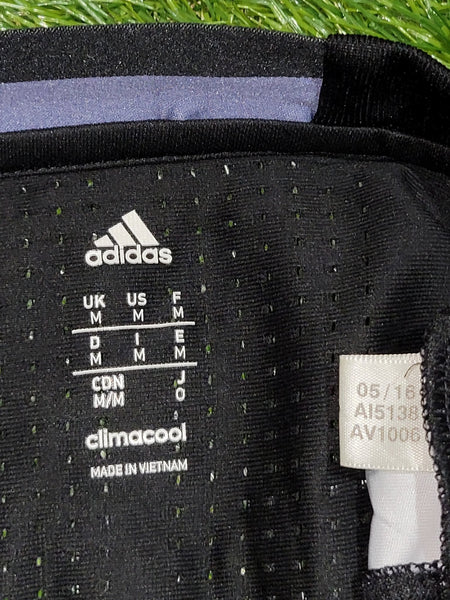 adidas
UK US F
M M M
D I E
M M M
CDN J
M/M O
climacool
MADE IN VIETNAM
05/16
AI5138
AV1006